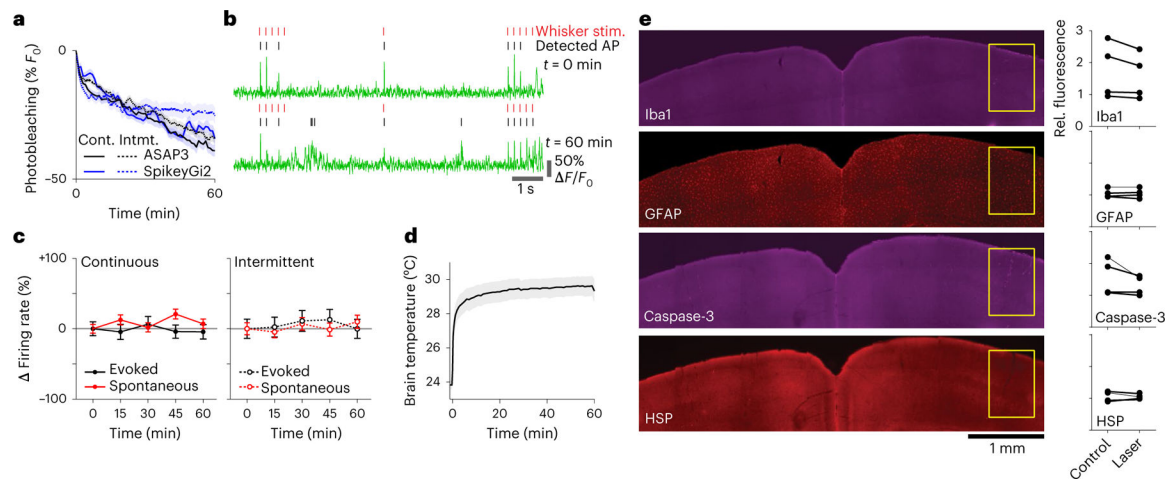 a
Photobleaching (% F0)
0
−50
0
60
Time (min)
Cont. Intmt.
ASAP3
SpikeyGi2
b
Whisker stim.
Detected AP
t = 0 min
t = 60 min
50%
ΔF/F0
1 s
c
Δ Firing rate (%)
+100
0
−100
Continuous
Intermittent
Evoked
Spontaneous
Evoked
Spontaneous
0 15 30 45 60
0 15 30 45 60
Time (min)
Time (min)
d
Brain temperature (°C)
30
28
26
24
0 20 40 60
Time (min)
e
Iba1
GFAP
Caspase-3
HSP
1 mm
Rel. fluorescence
3
2
1
0
Iba1
GFAP
Caspase-3
HSP
Control
Laser